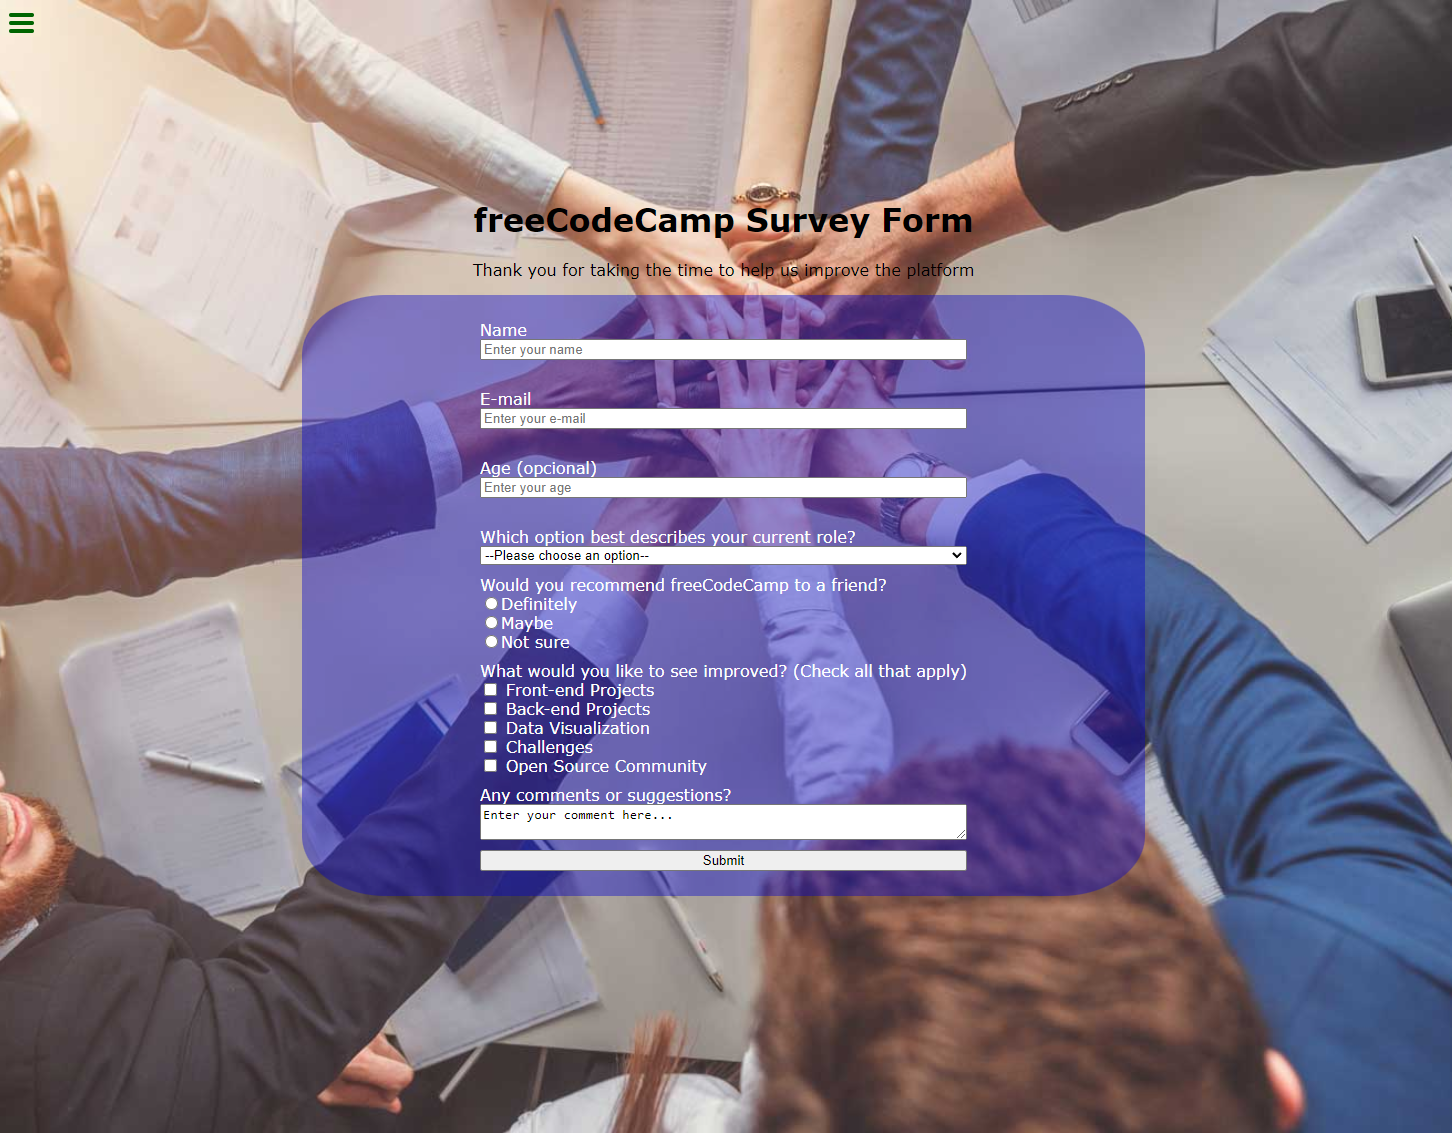 freeCodeCamp Survey Form
Thank you for taking the time to help us improve the platform
Name
Enter your name
E-mail
Enter your e-mail
Age (opcional)
Enter your age
Which option best describes your current role?
--Please choose an option--
Would you recommend freeCodeCamp to a friend?
Definitely
Maybe
Not sure
What would you like to see improved? (Check all that apply)
Front-end Projects
Back-end Projects
Data Visualization
Challenges
Open Source Community
Any comments or suggestions?
Enter your comment here...
Submit